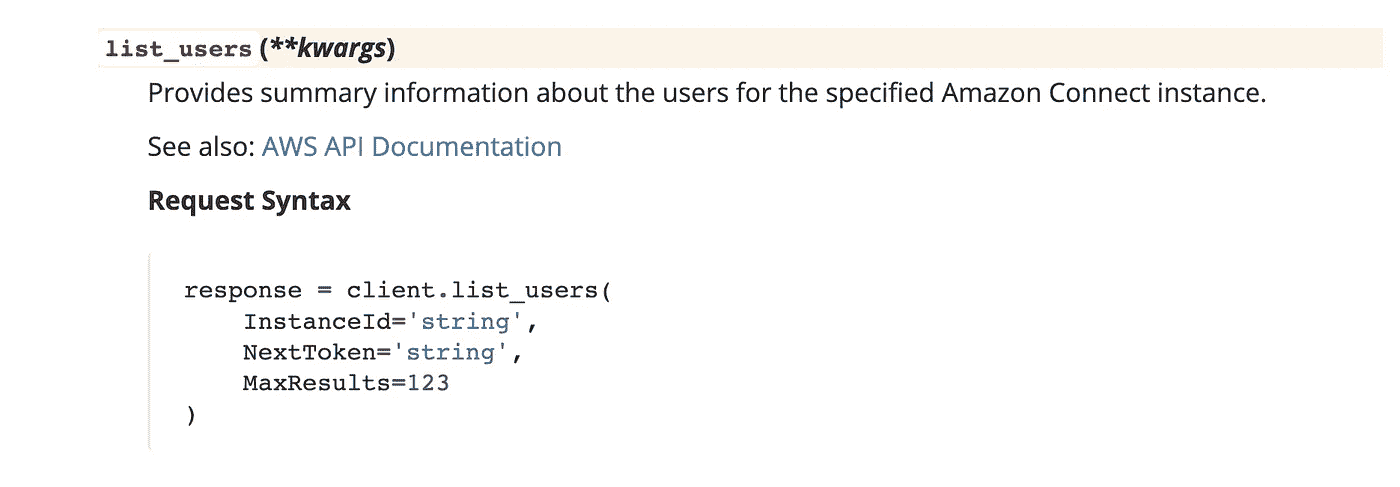 list_users(**kwargs)
Provides summary information about the users for the specified Amazon Connect instance.
See also: AWS API Documentation
Request Syntax
response = client.list_users(
    InstanceId='string',
    NextToken='string',
    MaxResults=123
)